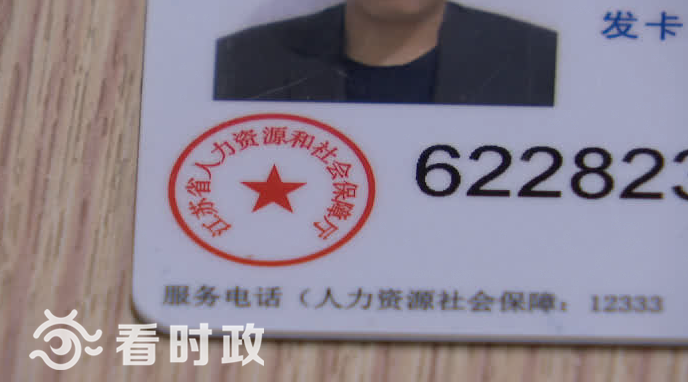 发卡
江苏省人力资源和社会保障厅
622823
服务电话（人力资源社会保障：12333
看时政